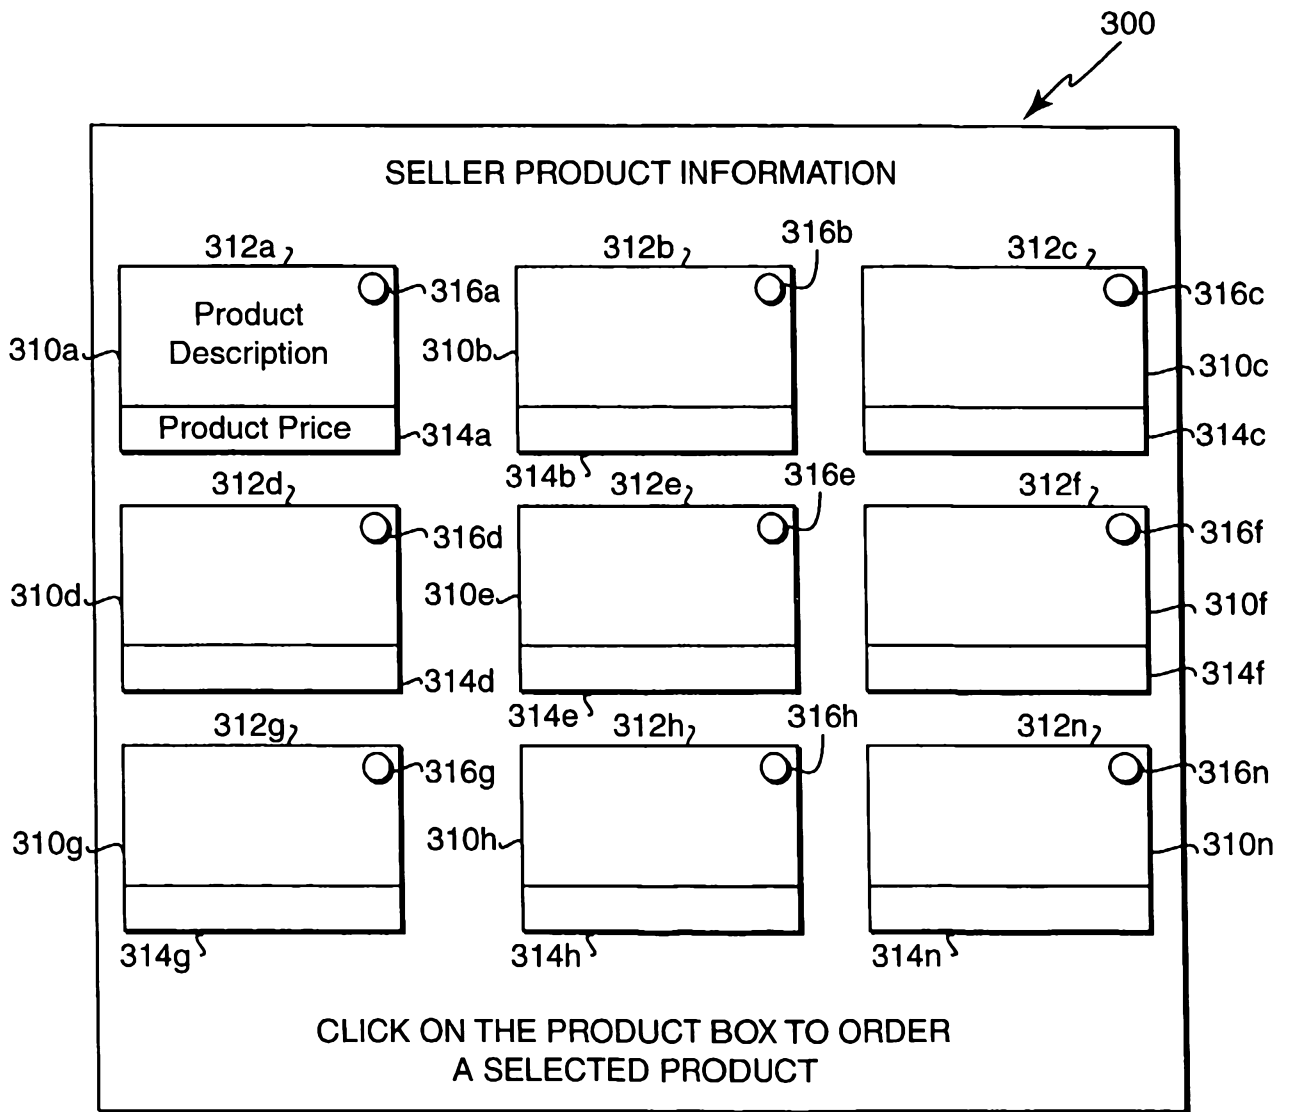 300
SELLER PRODUCT INFORMATION
312a 312b 316b 312c
316a 316c
Product
Description
310a 310b 310c
Product Price
314a 314c
314b
312d 312e 316e 312f
316d 316f
310d 310e 310f
314d 314f
314e
312g 312h 316h 312n
316g 316n
310g 310h 310n
314g 314h 314n
CLICK ON THE PRODUCT BOX TO ORDER
A SELECTED PRODUCT